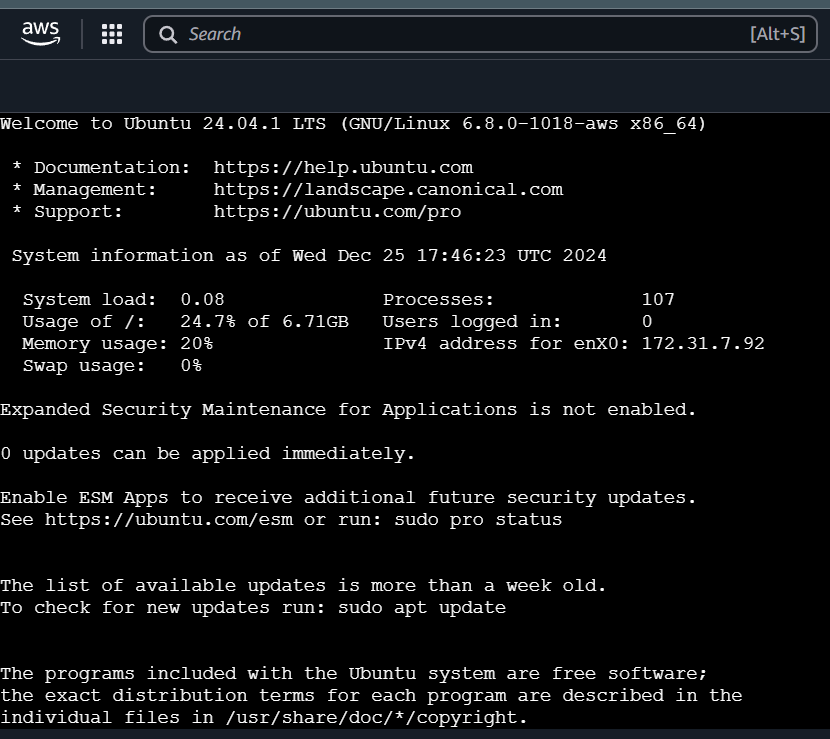 aws
Search [Alt+S]
Welcome to Ubuntu 24.04.1 LTS (GNU/Linux 6.8.0-1018-aws x86_64)
* Documentation: https://help.ubuntu.com
* Management: https://landscape.canonical.com
* Support: https://ubuntu.com/pro
System information as of Wed Dec 25 17:46:23 UTC 2024
System load: 0.08 Processes: 107
Usage of /: 24.7% of 6.71GB Users logged in: 0
Memory usage: 20% IPv4 address for enX0: 172.31.7.92
Swap usage: 0%
Expanded Security Maintenance for Applications is not enabled.
0 updates can be applied immediately.
Enable ESM Apps to receive additional future security updates.
See https://ubuntu.com/esm or run: sudo pro status
The list of available updates is more than a week old.
To check for new updates run: sudo apt update
The programs included with the Ubuntu system are free software;
the exact distribution terms for each program are described in the
individual files in /usr/share/doc/*/copyright.